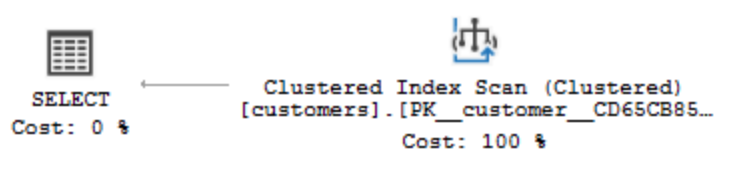 SELECT
Cost: 0 %
Clustered Index Scan (Clustered)
[customers].[PK__customer__CD65CB85…
Cost: 100 %